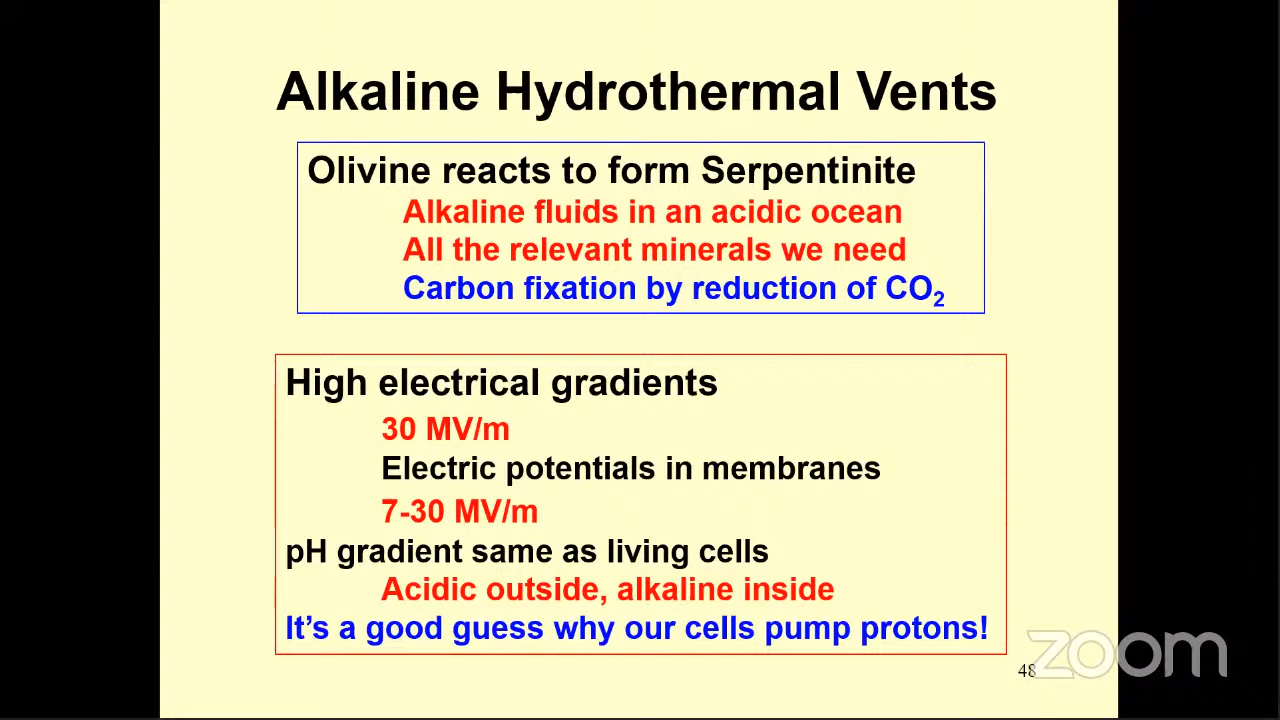 Alkaline Hydrothermal Vents
Olivine reacts to form Serpentinite
Alkaline fluids in an acidic ocean
All the relevant minerals we need
Carbon fixation by reduction of CO₂
High electrical gradients
30 MV/m
Electric potentials in membranes
7-30 MV/m
pH gradient same as living cells
Acidic outside, alkaline inside
It's a good guess why our cells pump protons!
48
zoom